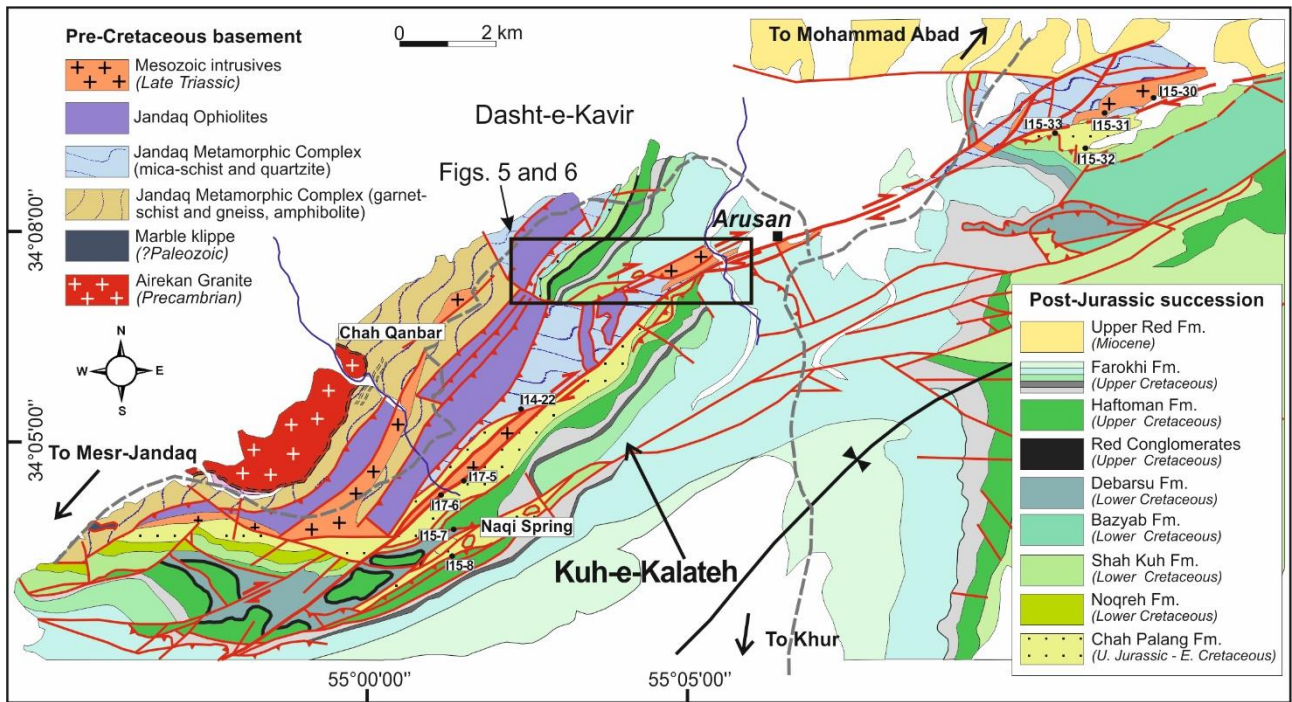 Pre-Cretaceous basement
Mesozoic intrusives
(Late Triassic)
Jandaq Ophiolites
Jandaq Metamorphic Complex
(mica-schist and quartzite)
Jandaq Metamorphic Complex (garnet-
schist and gneiss, amphibolite)
Marble klippe
(?Paleozoic)
Airekan Granite
(Precambrian)
N
W
E
S
0
2 km
To Mohammad Abad
Dasht-e-Kavir
Figs. 5 and 6
Arusan
I15-30
I15-31
I15-33
I15-32
34°08'00''
34°05'00''
Chah Qanbar
To Mesr-Jandaq
I14-22
I17-5
I17-6
I15-7
Naqi Spring
I15-8
Kuh-e-Kalateh
To Khur
55°00'00''
55°05'00''
Post-Jurassic succession
Upper Red Fm.
(Miocene)
Farokhi Fm.
(Upper Cretaceous)
Haftoman Fm.
(Upper Cretaceous)
Red Conglomerates
(Upper Cretaceous)
Debarsu Fm.
(Lower Cretaceous)
Bazyab Fm.
(Lower Cretaceous)
Shah Kuh Fm.
(Lower Cretaceous)
Noqreh Fm.
(Lower Cretaceous)
Chah Palang Fm.
(U. Jurassic - E. Cretaceous)